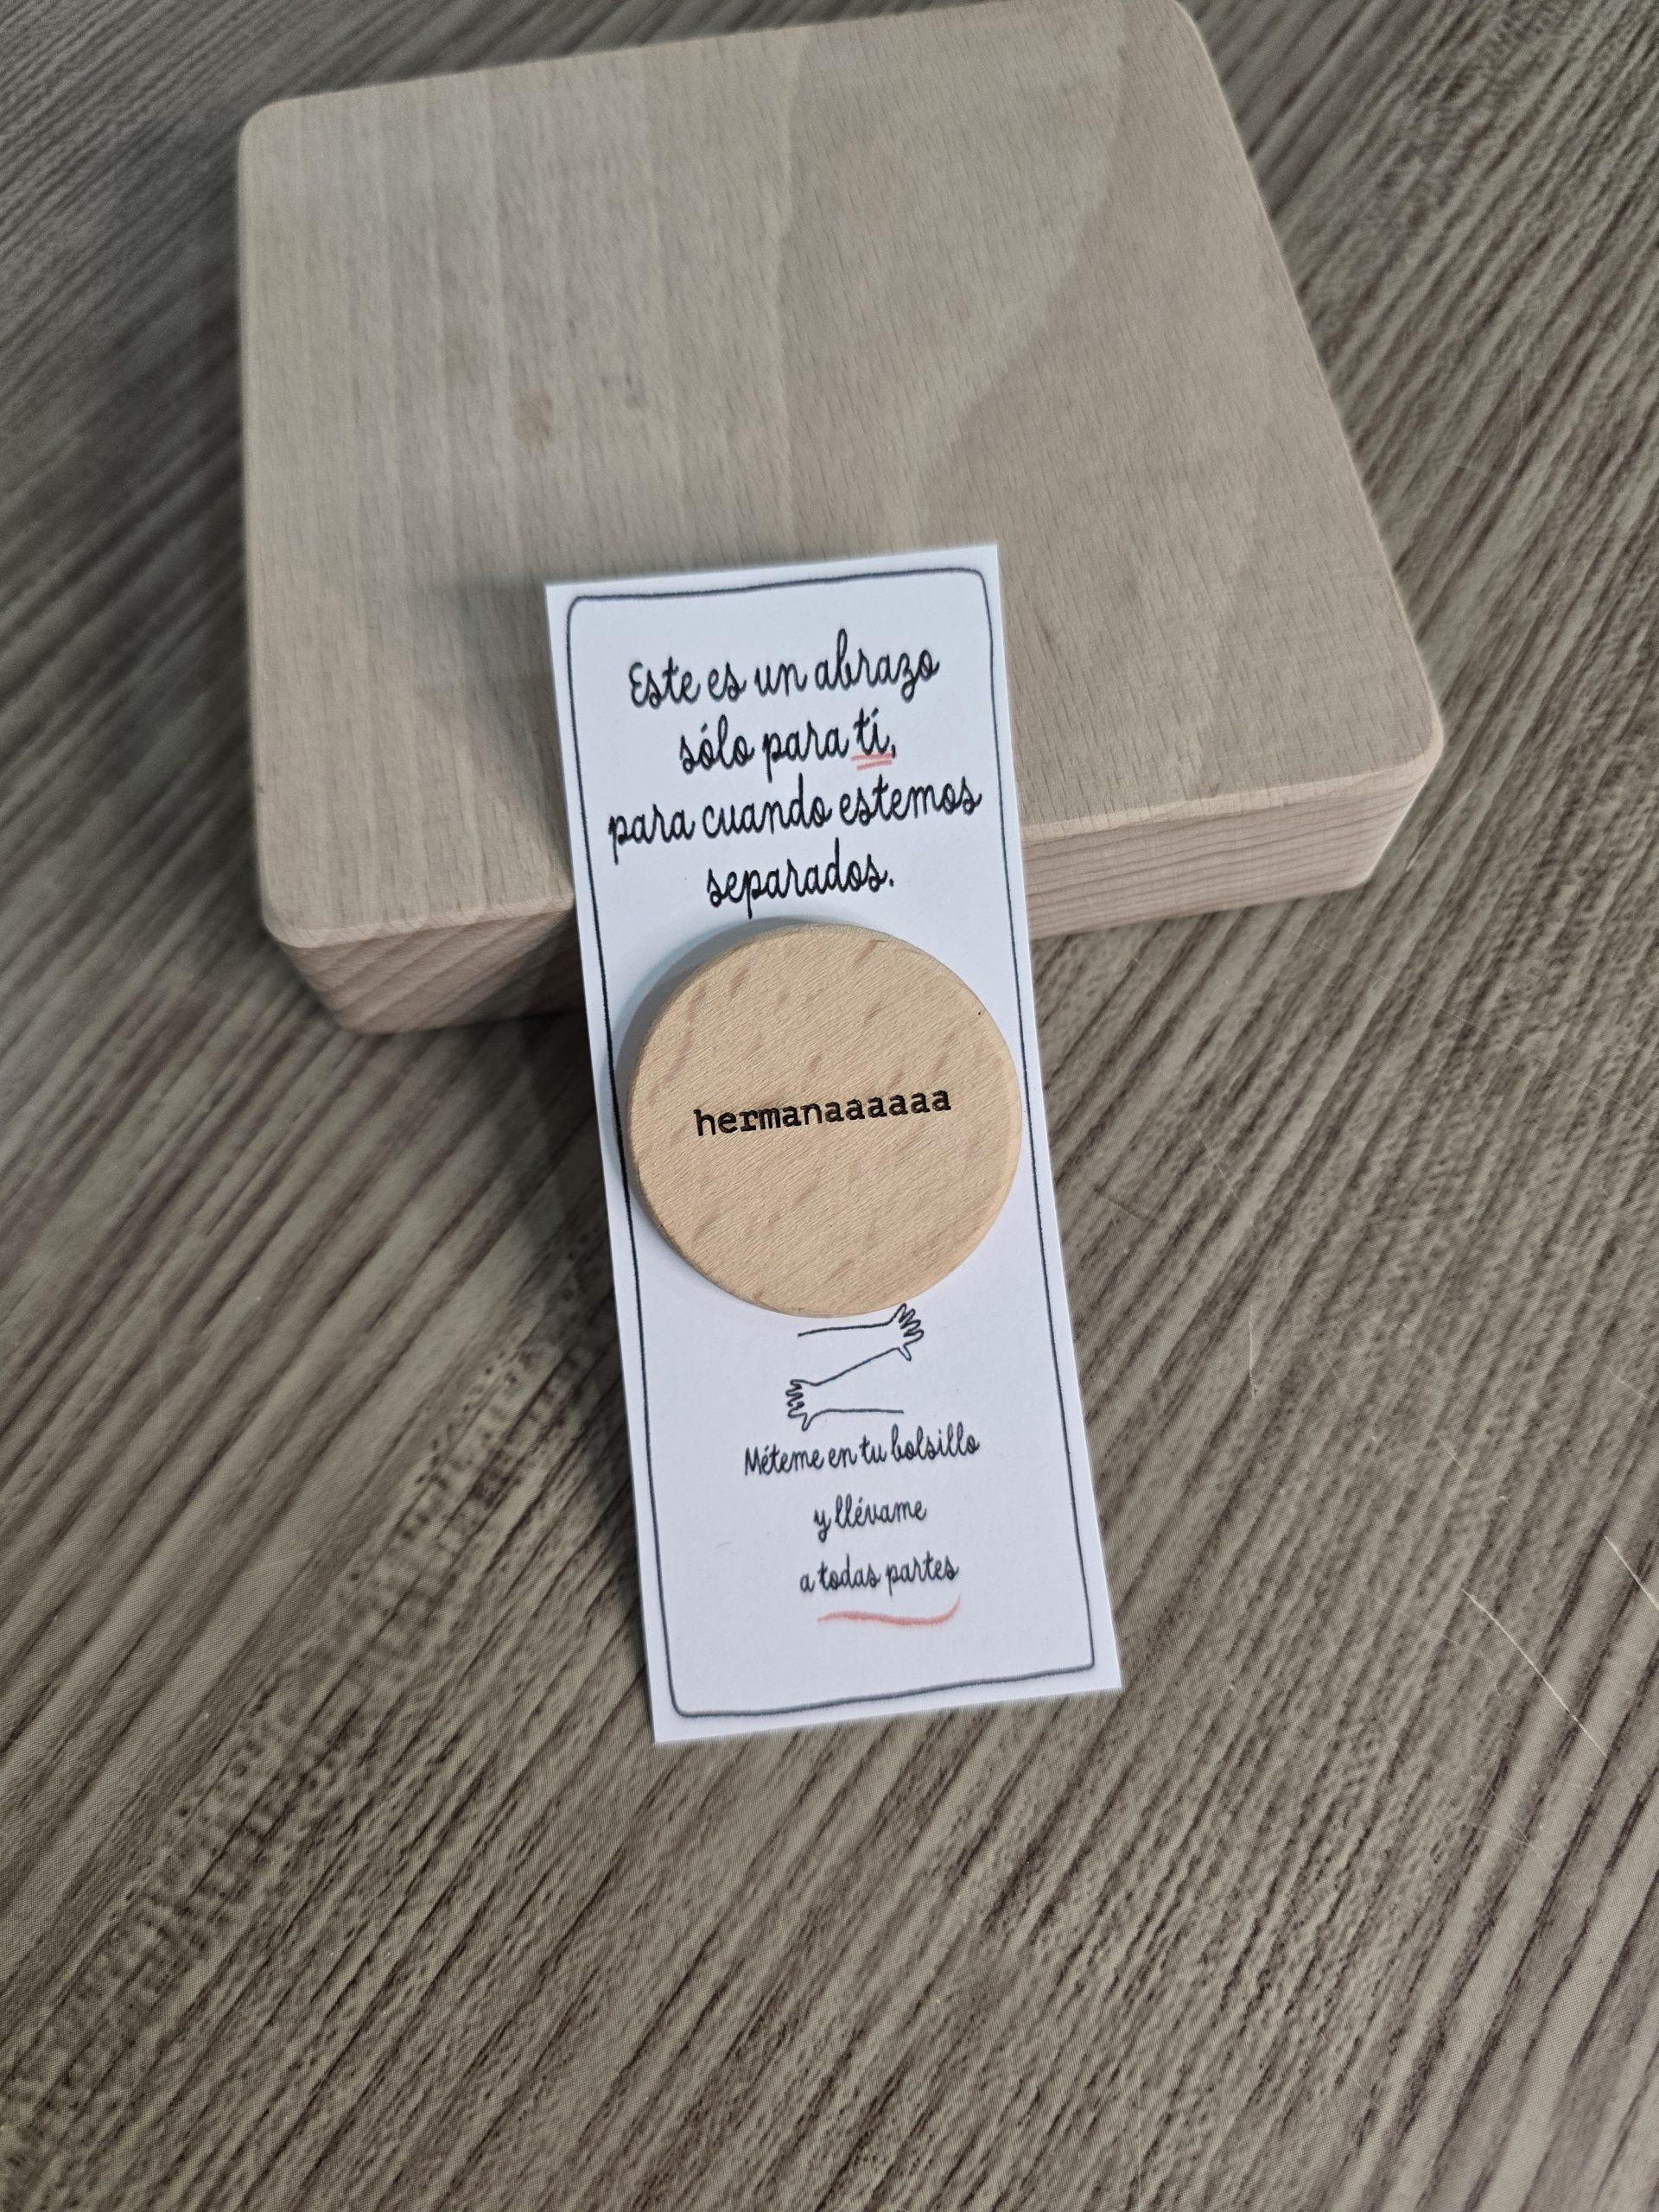 Este es un abrazo
sólo para tí,
para cuando estemos
separados.
hermanaaaaaa
Méteme en tu bolsillo
y llévame
a todas partes